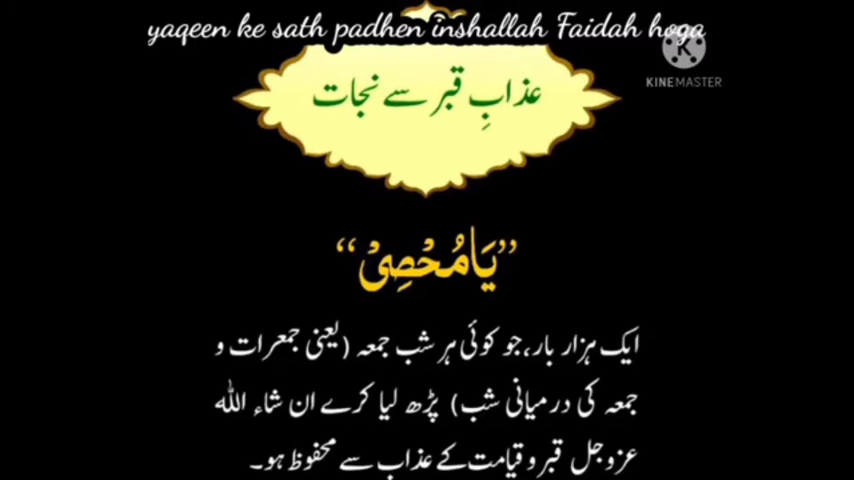 yaqeen ke sath padhen inshallah Faidah hoga
KINEMASTER
عذابِ قبر سے نجات
”یَامُحْصِیْ“
ایک ہزار بار، جو کوئی ہر شب جمعہ (یعنی جمعرات و
جمعہ کی درمیانی شب) پڑھ لیا کرے ان شاء اللہ
عزوجل قبر و قیامت کے عذاب سے محفوظ ہو۔